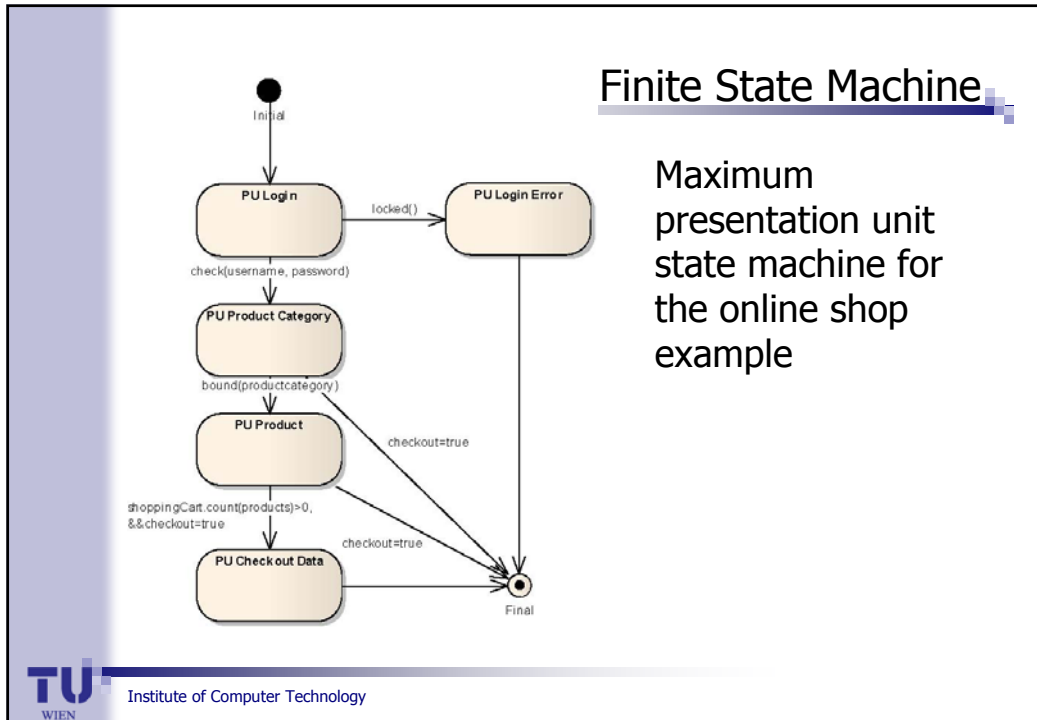 Finite State Machine
Initial
PU Login
locked()
PU Login Error
check(username, password)
PU Product Category
bound(productcategory)
PU Product
checkout=true
shoppingCart.count(products)>0,
&&checkout=true
checkout=true
PU Checkout Data
Final
Maximum
presentation unit
state machine for
the online shop
example
TU
WIEN
Institute of Computer Technology